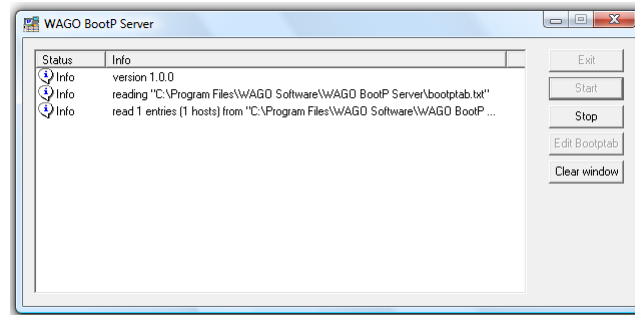 WAGO BootP Server
Status Info
Info version 1.0.0
Info reading "C:\Program Files\WAGO Software\WAGO BootP Server\bootptab.txt"
Info read 1 entries (1 hosts) from "C:\Program Files\WAGO Software\WAGO BootP ...
Exit
Start
Stop
Edit Bootptab
Clear window